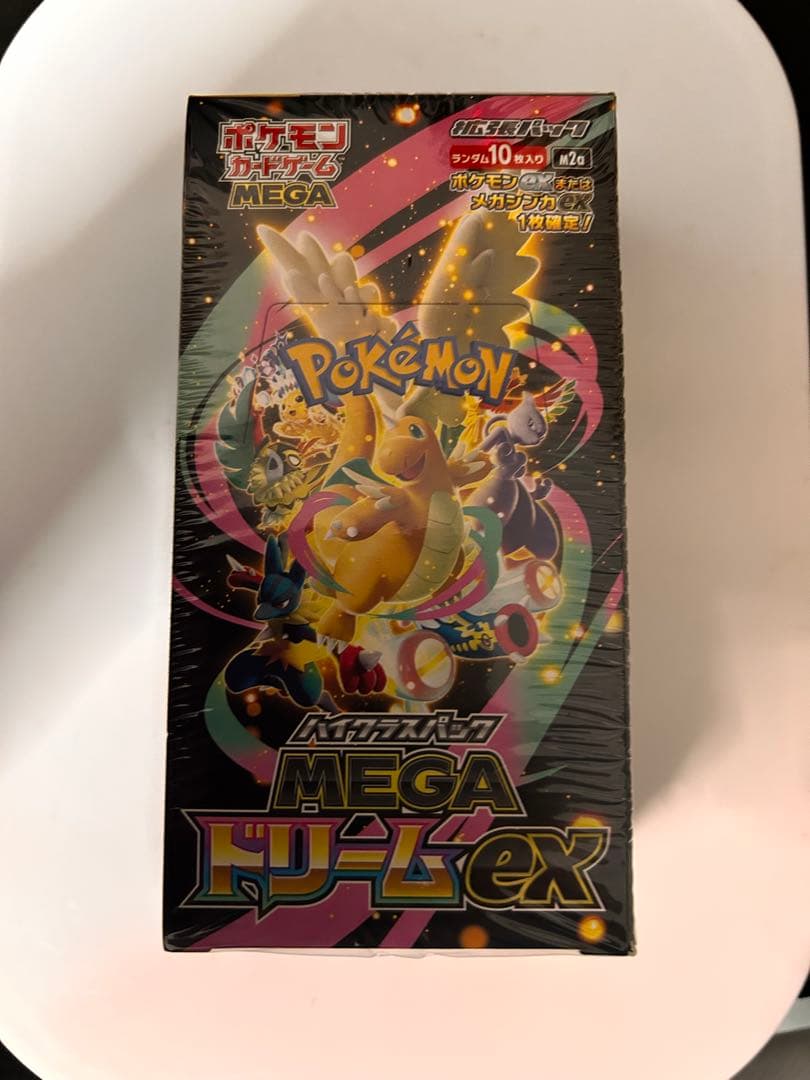 ポケモン
カードゲーム
MEGA
拡張パック
ランダム10枚入り M2a
ポケモンexまたは
メガシンカex
1枚確定!
POKéMON
ハイクラスパック
MEGA
ドリームex